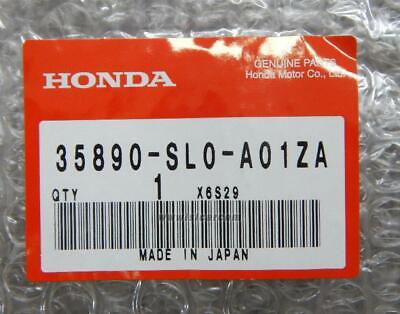 GENUINE PARTS
HONDA
Honda Motor Co., Ltd.
35890-SL0-A01ZA
QTY 1 X6S29
MADE IN JAPAN